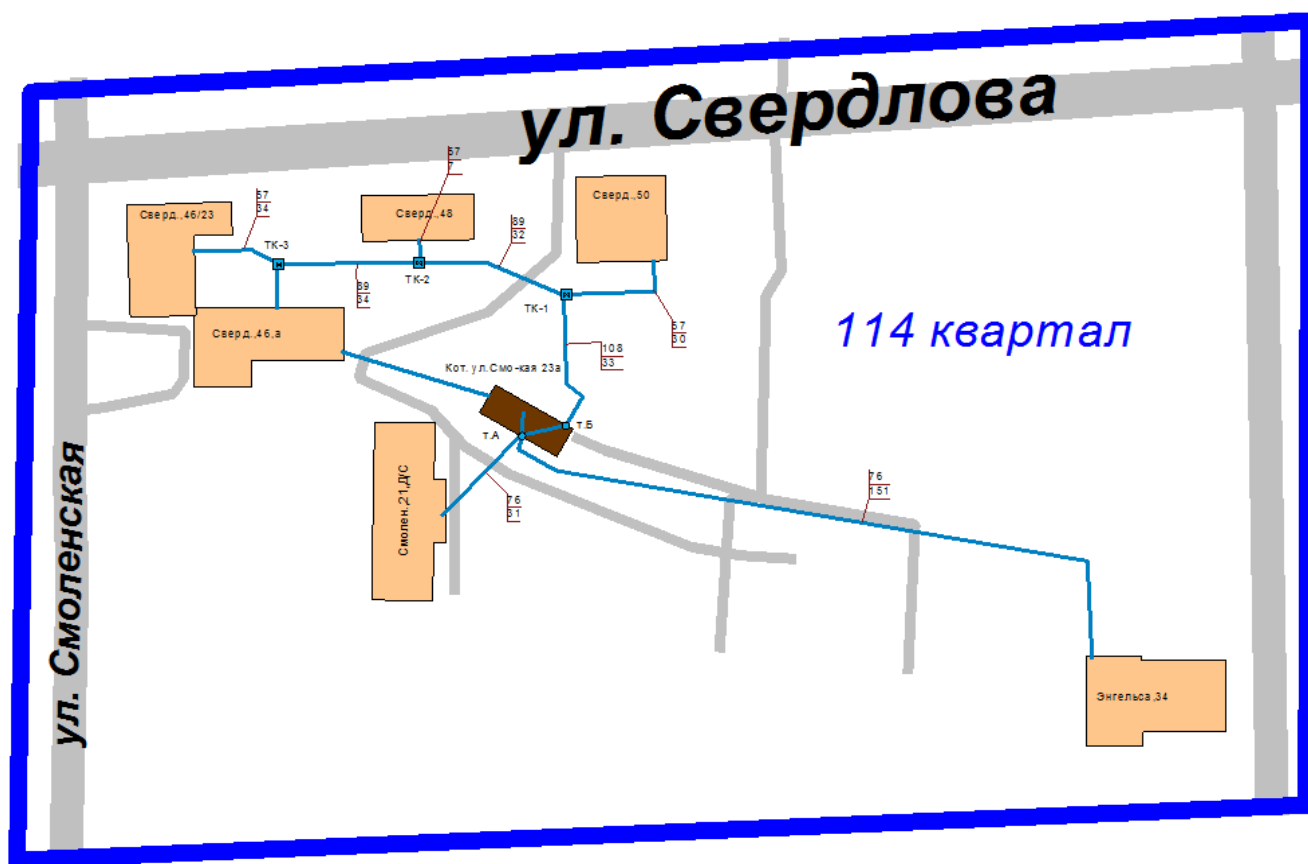 ул. Свердлова
57
7
Сверд.,50
57
34
Сверд.,46/23
Сверд.,48
89
32
ТК-3
ТК-2
89
34
ТК-1
57
30
114 квартал
Сверд.,46,а
108
33
Кот. ул.Смо-кая 23а
т.Б
т.А
ул. Смоленская
Смолен.,21,Д/С
76
31
76
151
Энгельса,34